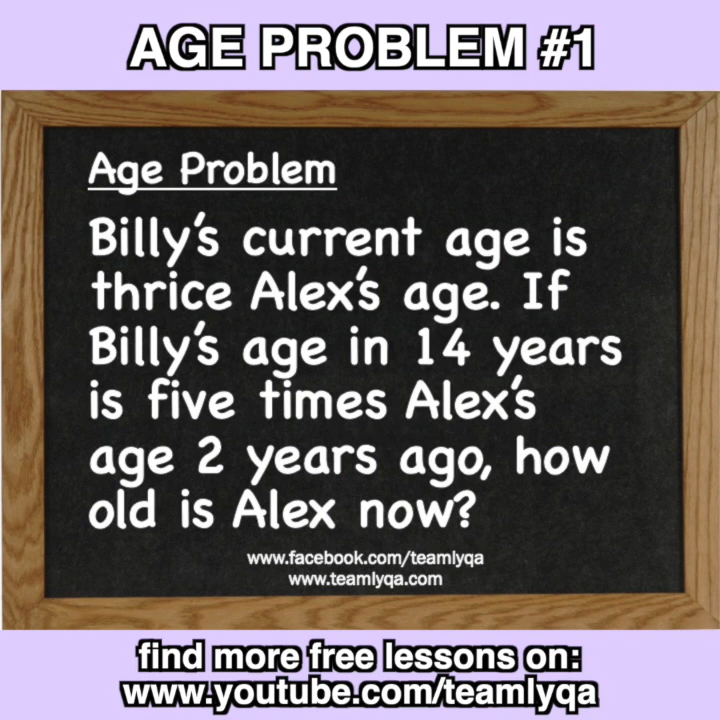 AGE PROBLEM #1
Age Problem
Billy's current age is
thrice Alex's age. If
Billy's age in 14 years
is five times Alex's
age 2 years ago, how
old is Alex now?
www.facebook.com/teamlyqa
www.teamlyqa.com
find more free lessons on:
www.youtube.com/teamlyqa